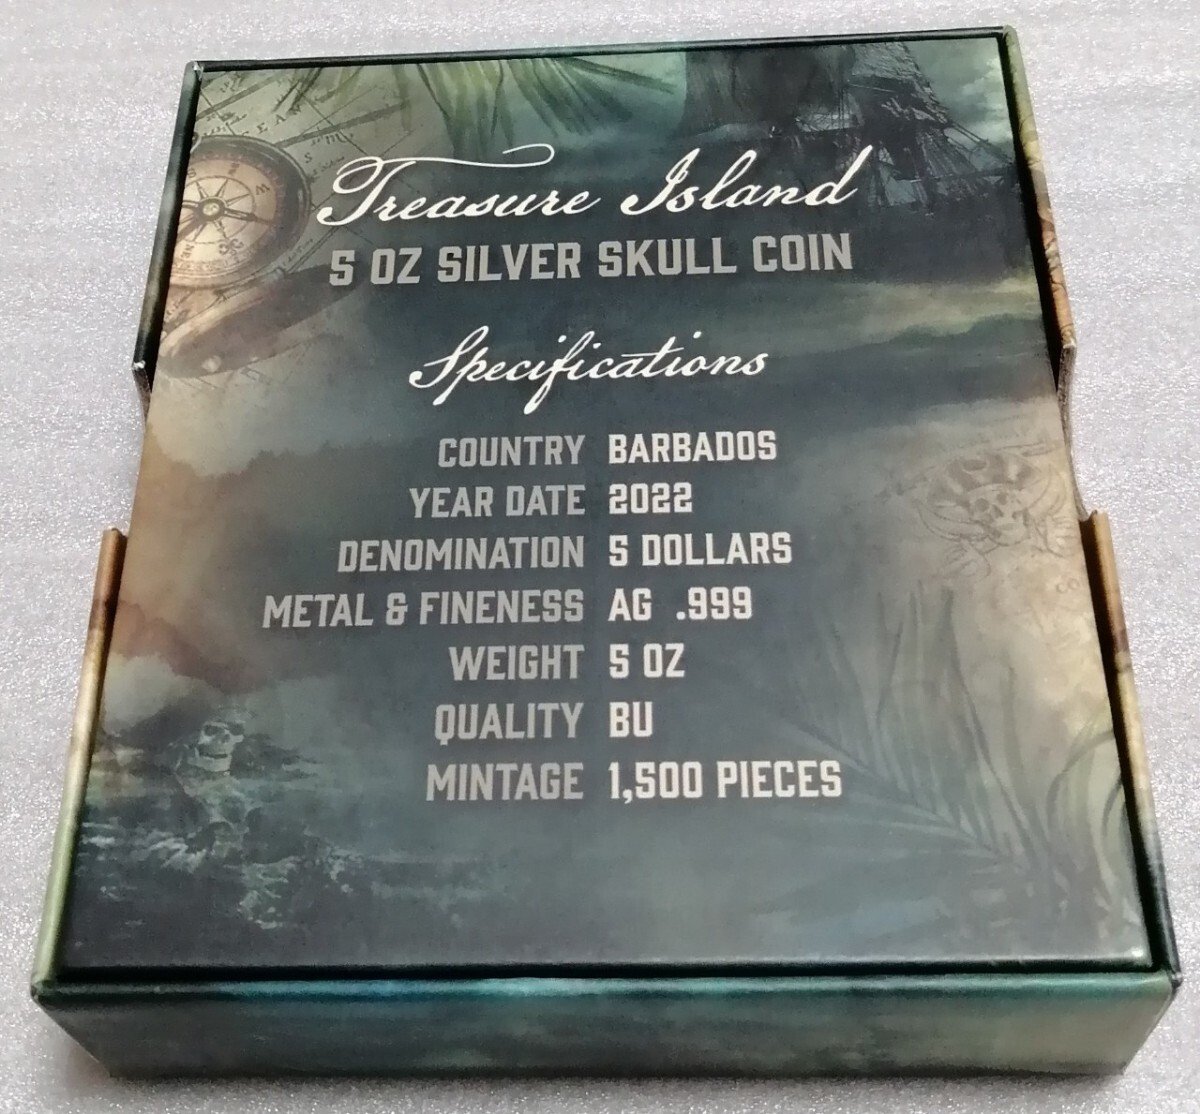 Treasure Island
5 OZ SILVER SKULL COIN
Specifications
COUNTRY BARBADOS
YEAR DATE 2022
DENOMINATION 5 DOLLARS
METAL & FINENESS AG .999
WEIGHT 5 OZ
QUALITY BU
MINTAGE 1,500 PIECES